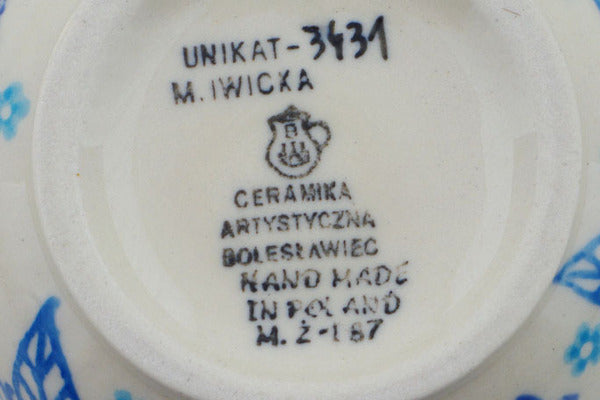 UNIKAT-3431
M. IWICKA
B
CERAMIKA
ARTYSTYCZNA
BOLESŁAWIEC
HAND MADE
IN POLAND
M. Ż-187